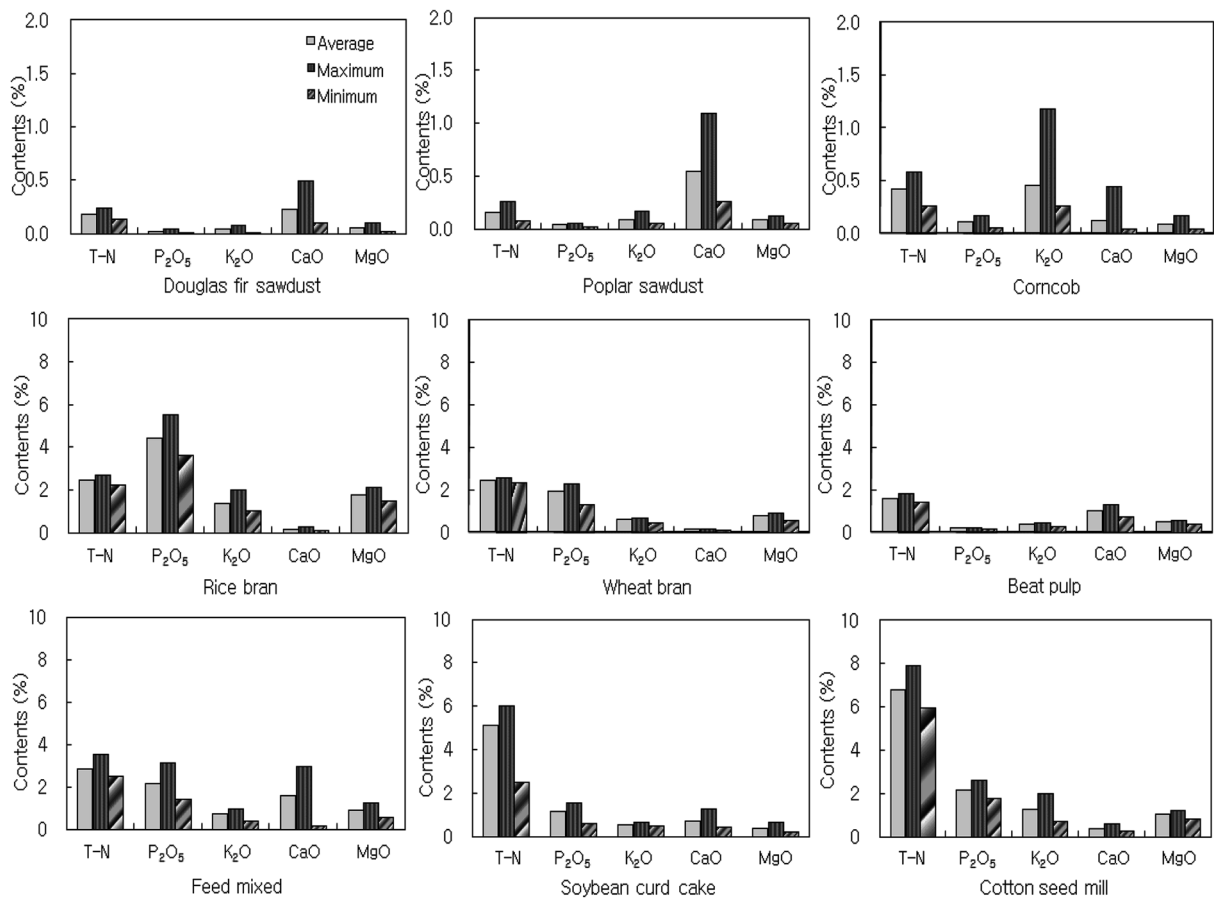 Contents (%)
2.0
1.5
1.0
0.5
0.0
Average
Maximum
Minimum
T-N P₂O₅ K₂O CaO MgO
Douglas fir sawdust
Contents (%)
2.0
1.5
1.0
0.5
0.0
T-N P₂O₅ K₂O CaO MgO
Poplar sawdust
Contents (%)
2.0
1.5
1.0
0.5
0.0
T-N P₂O₅ K₂O CaO MgO
Corncob
Contents (%)
10
8
6
4
2
0
T-N P₂O₅ K₂O CaO MgO
Rice bran
Contents (%)
10
8
6
4
2
0
T-N P₂O₅ K₂O CaO MgO
Wheat bran
Contents (%)
10
8
6
4
2
0
T-N P₂O₅ K₂O CaO MgO
Beat pulp
Contents (%)
10
8
6
4
2
0
T-N P₂O₅ K₂O CaO MgO
Feed mixed
Contents (%)
10
8
6
4
2
0
T-N P₂O₅ K₂O CaO MgO
Soybean curd cake
Contents (%)
10
8
6
4
2
0
T-N P₂O₅ K₂O CaO MgO
Cotton seed mill